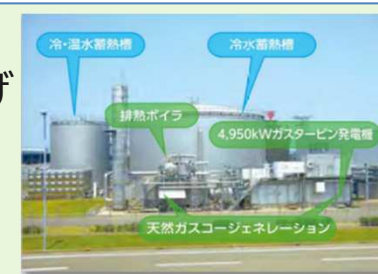 ザ
冷・温水蓄熱槽
冷水蓄熱槽
排熱ボイラ
4,950kWガスタービン発電機
天然ガスコージェネレーション